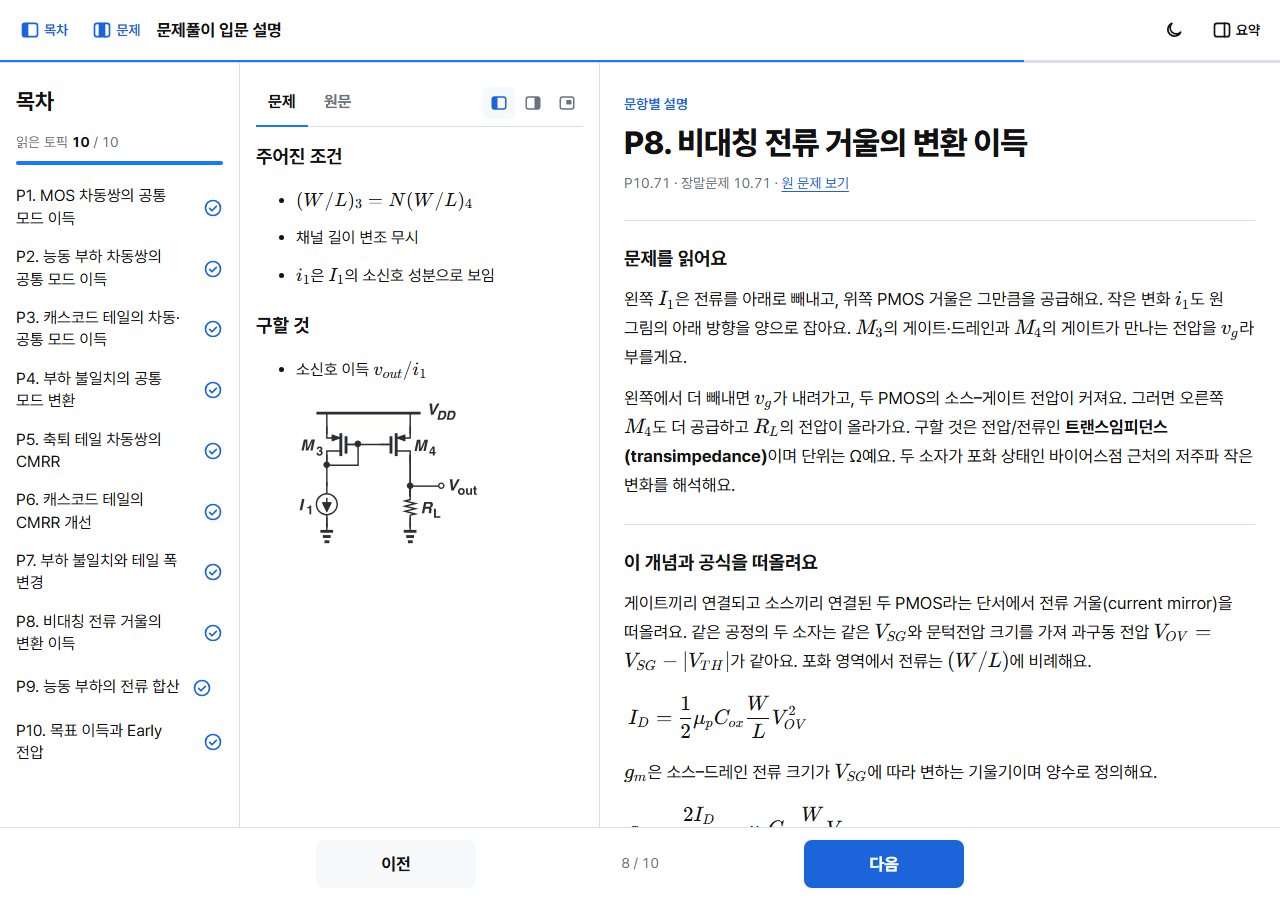 목차 문제 문제풀이 입문 설명 요약
목차
읽은 토픽 10 / 10
P1. MOS 차동쌍의 공통
모드 이득
P2. 능동 부하 차동쌍의
공통 모드 이득
P3. 캐스코드 테일의 차동·
공통 모드 이득
P4. 부하 불일치의 공통
모드 변환
P5. 축퇴 테일 차동쌍의
CMRR
P6. 캐스코드 테일의
CMRR 개선
P7. 부하 불일치와 테일 폭
변경
P8. 비대칭 전류 거울의
변환 이득
P9. 능동 부하의 전류 합산
P10. 목표 이득과 Early
전압
문제 원문
주어진 조건
(W/L)₃ = N(W/L)₄
채널 길이 변조 무시
i₁은 I₁의 소신호 성분으로 보임
구할 것
소신호 이득 v_out/i₁
V_DD
M₃ M₄
V_out
I₁ R_L
문항별 설명
P8. 비대칭 전류 거울의 변환 이득
P10.71 · 장말문제 10.71 · 원 문제 보기
문제를 읽어요
왼쪽 I₁은 전류를 아래로 빼내고, 위쪽 PMOS 거울은 그만큼을 공급해요. 작은 변화 i₁도 원
그림의 아래 방향을 양으로 잡아요. M₃의 게이트·드레인과 M₄의 게이트가 만나는 전압을 v_g라
부를게요.
왼쪽에서 더 빼내면 v_g가 내려가고, 두 PMOS의 소스–게이트 전압이 커져요. 그러면 오른쪽
M₄도 더 공급하고 R_L의 전압이 올라가요. 구할 것은 전압/전류인 트랜스임피던스
(transimpedance)이며 단위는 Ω예요. 두 소자가 포화 상태인 바이어스점 근처의 저주파 작은
변화를 해석해요.
이 개념과 공식을 떠올려요
게이트끼리 연결되고 소스끼리 연결된 두 PMOS라는 단서에서 전류 거울(current mirror)을
떠올려요. 같은 공정의 두 소자는 같은 V_SG와 문턱전압 크기를 가져 과구동 전압 V_OV =
V_SG − |V_TH|가 같아요. 포화 영역에서 전류는 (W/L)에 비례해요.
I_D = 1/2 μ_p C_ox W/L V_OV²
g_m은 소스–드레인 전류 크기가 V_SG에 따라 변하는 기울기이며 양수로 정의해요.
2I_D W
이전 8 / 10 다음